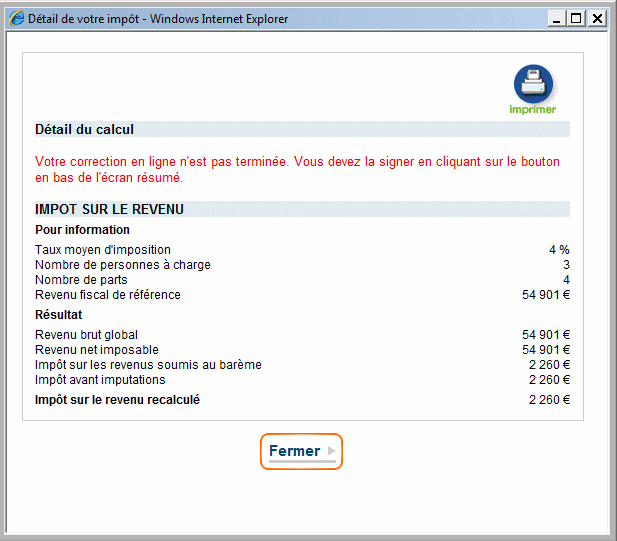 Détail de votre impôt - Windows Internet Explorer
imprimer
Détail du calcul
Votre correction en ligne n'est pas terminée. Vous devez la signer en cliquant sur le bouton
en bas de l'écran résumé.
IMPOT SUR LE REVENU
Pour information
Taux moyen d'imposition 4 %
Nombre de personnes à charge 3
Nombre de parts 4
Revenu fiscal de référence 54 901 €
Résultat
Revenu brut global 54 901 €
Revenu net imposable 54 901 €
Impôt sur les revenus soumis au barème 2 260 €
Impôt avant imputations 2 260 €
Impôt sur le revenu recalculé 2 260 €
Fermer